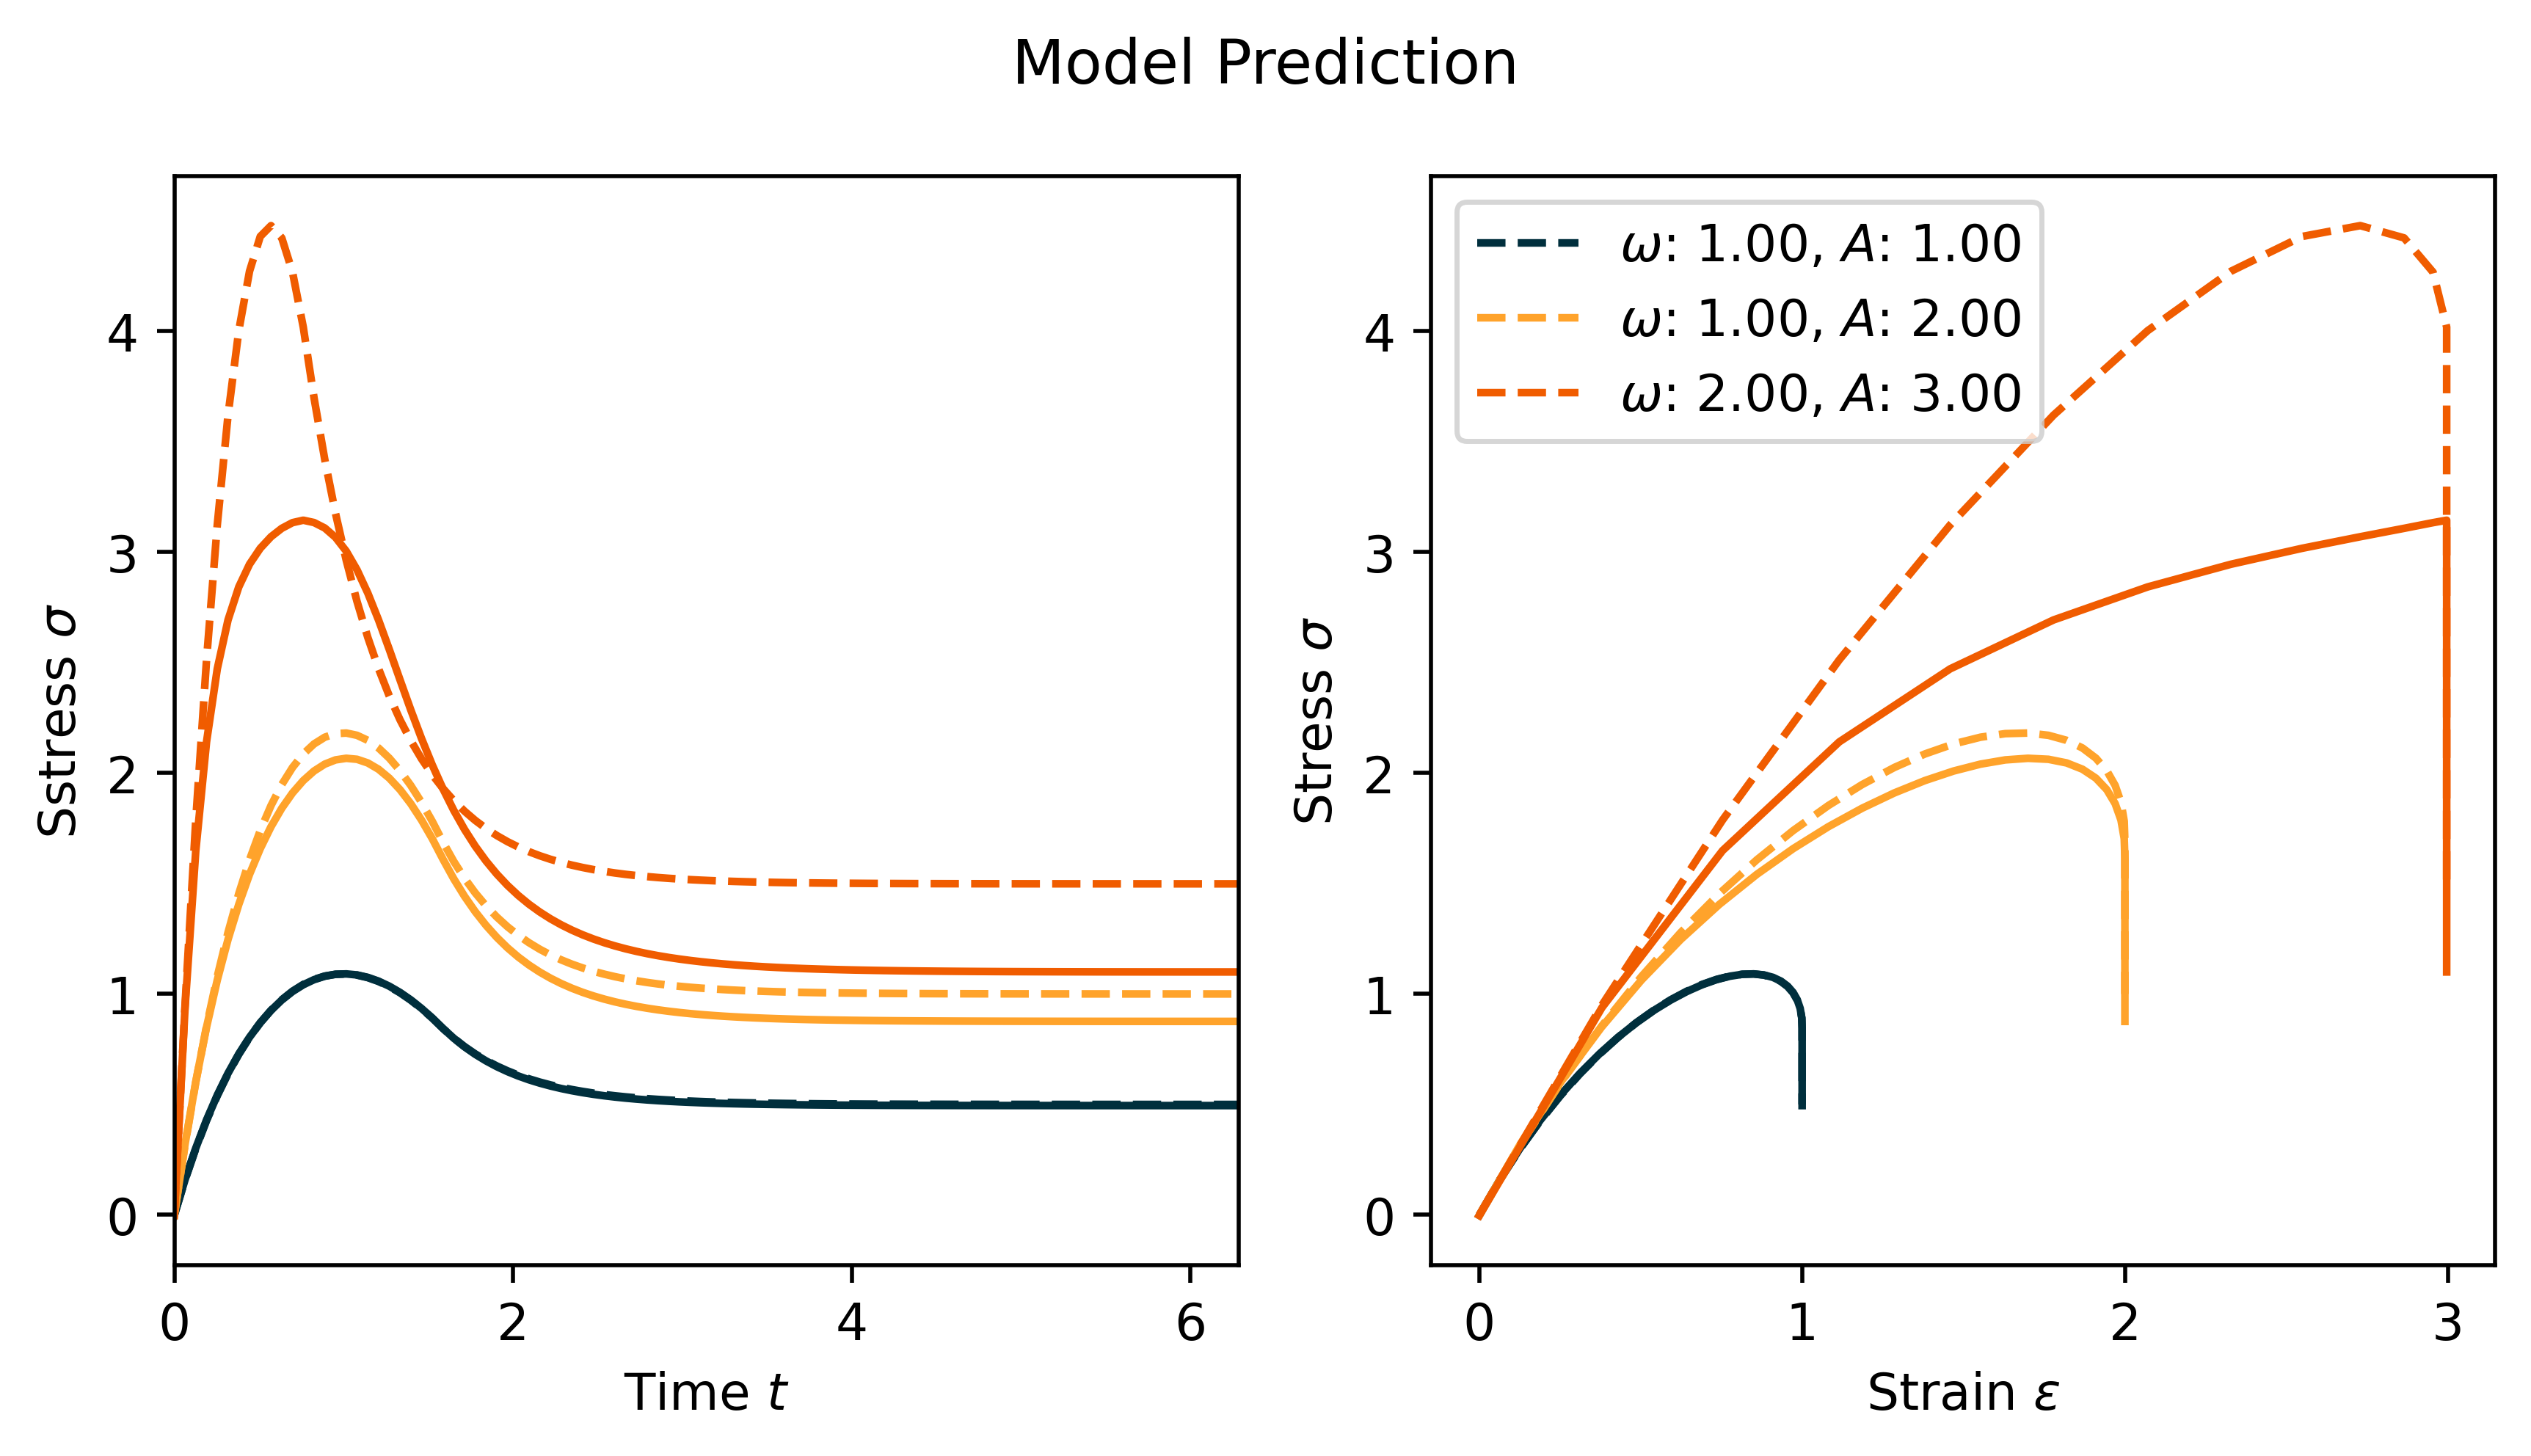 Model Prediction
Sstress σ
4
3
2
1
0
0 2 4 6
Time t
Stress σ
4
3
2
1
0
0 1 2 3
Strain ε
ω: 1.00, A: 1.00
ω: 1.00, A: 2.00
ω: 2.00, A: 3.00